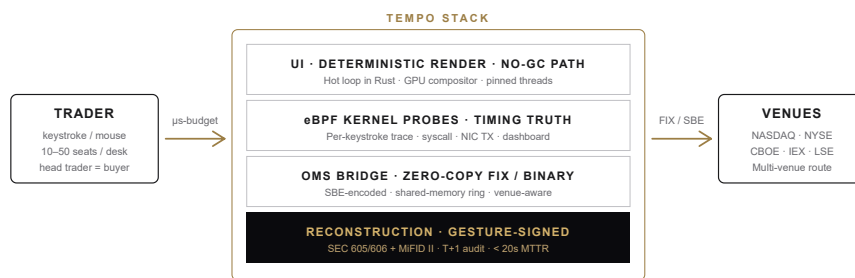 TEMPO STACK
TRADER
keystroke / mouse
10–50 seats / desk
head trader = buyer
μs-budget
UI · DETERMINISTIC RENDER · NO-GC PATH
Hot loop in Rust · GPU compositor · pinned threads
eBPF KERNEL PROBES · TIMING TRUTH
Per-keystroke trace · syscall · NIC TX · dashboard
OMS BRIDGE · ZERO-COPY FIX / BINARY
SBE-encoded · shared-memory ring · venue-aware
RECONSTRUCTION · GESTURE-SIGNED
SEC 605/606 + MiFID II · T+1 audit · < 20s MTTR
FIX / SBE
VENUES
NASDAQ · NYSE
CBOE · IEX · LSE
Multi-venue route